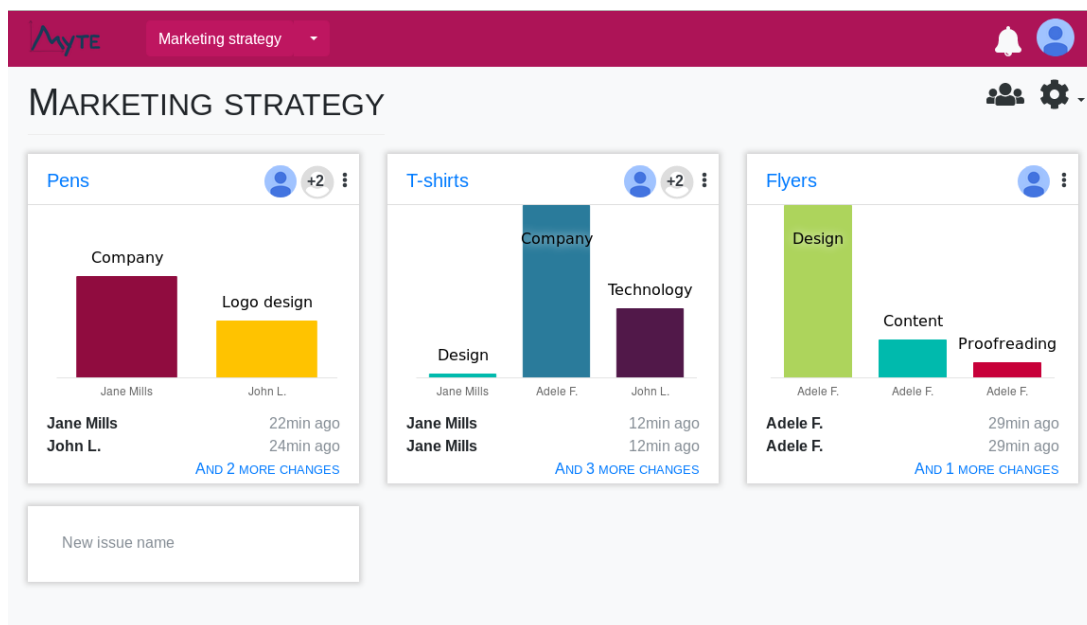 MYTE
Marketing strategy
MARKETING STRATEGY
Pens
+2
Company
Logo design
Jane Mills
John L.
Jane Mills 22min ago
John L. 24min ago
AND 2 MORE CHANGES
T-shirts
+2
Company
Technology
Design
Jane Mills
Adele F.
John L.
Jane Mills 12min ago
Jane Mills 12min ago
AND 3 MORE CHANGES
Flyers
Design
Content
Proofreading
Adele F.
Adele F.
Adele F.
Adele F. 29min ago
Adele F. 29min ago
AND 1 MORE CHANGES
New issue name